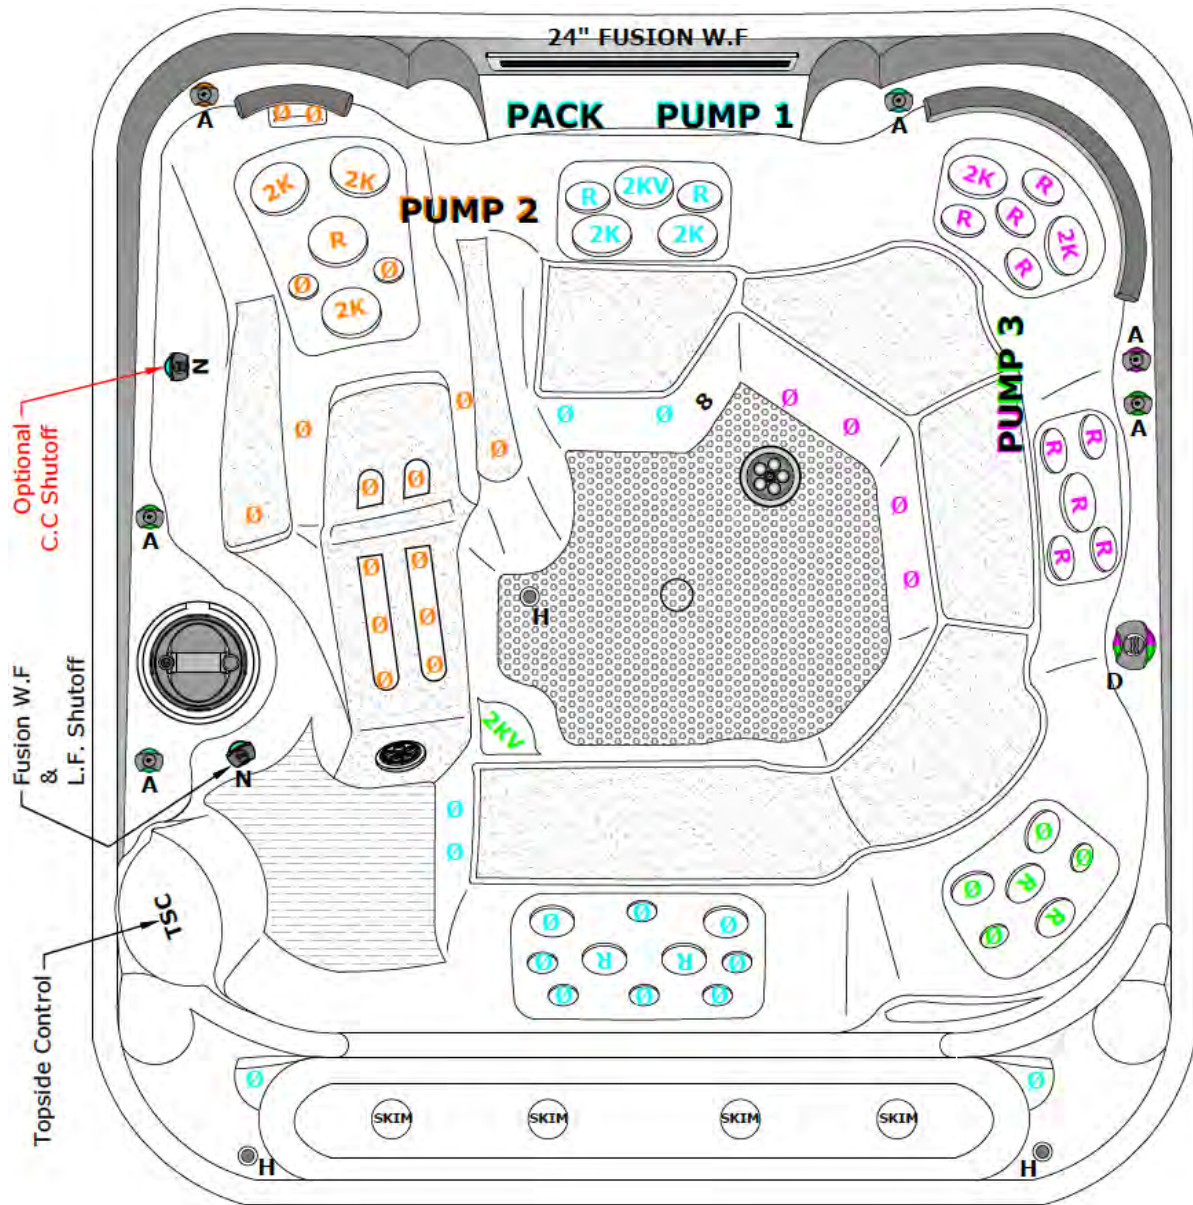 24" FUSION W.F
PACK PUMP 1
A
A
Ø Ø
2K 2K
R
Ø Ø
2K
PUMP 2
R 2KV R
2K 2K
2K R
R R 2K
R
PUMP 3
A
A
N
Optional
C.C Shutoff
Ø
Ø
Ø
Ø
Ø Ø
8
Ø
Ø
Ø
Ø
R R
R
R R
Ø Ø
A
Ø Ø
Ø Ø
Ø Ø
H
D
2KV
Fusion W.F
&
L.F. Shutoff
A
N
Ø
Ø
TSC
Topside Control
Ø Ø Ø
Ø R R Ø
Ø Ø Ø
Ø
Ø
Ø R
Ø R
Ø Ø
SKIM SKIM SKIM SKIM
H H